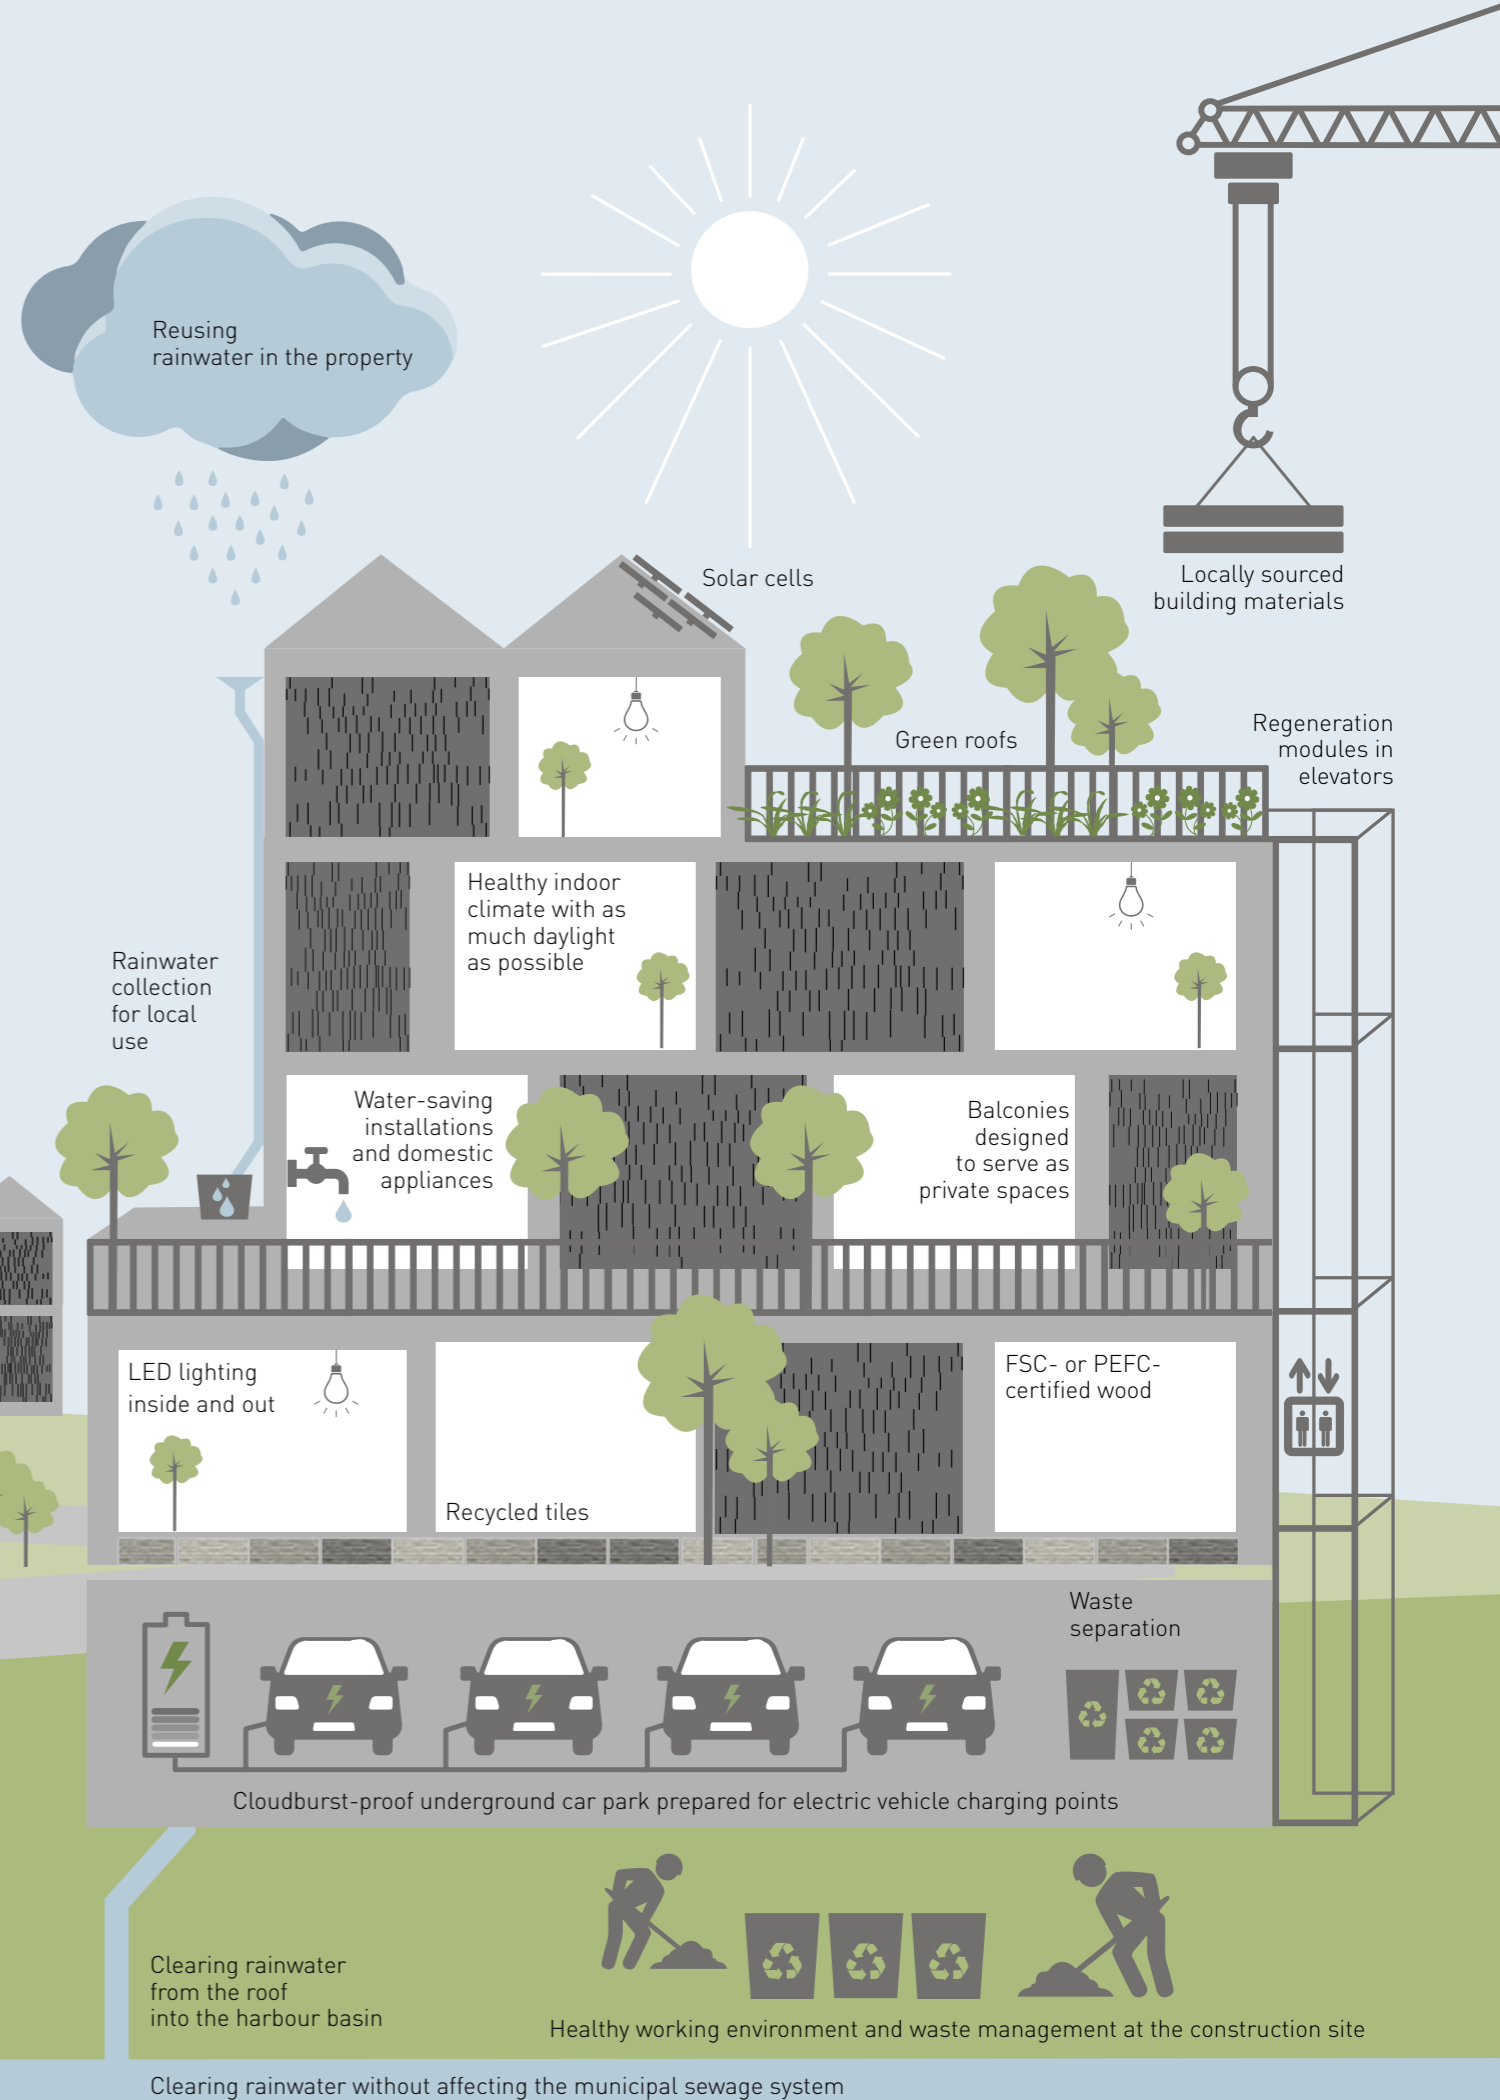 Reusing
rainwater in the property
Solar cells
Locally sourced
building materials
Green roofs
Regeneration
modules in
elevators
Healthy indoor
climate with as
much daylight
as possible
Rainwater
collection
for local
use
Water-saving
installations
and domestic
appliances
Balconies
designed
to serve as
private spaces
LED lighting
inside and out
FSC- or PEFC-
certified wood
Recycled tiles
Waste
separation
Cloudburst-proof underground car park prepared for electric vehicle charging points
Clearing rainwater
from the roof
into the harbour basin
Healthy working environment and waste management at the construction site
Clearing rainwater without affecting the municipal sewage system